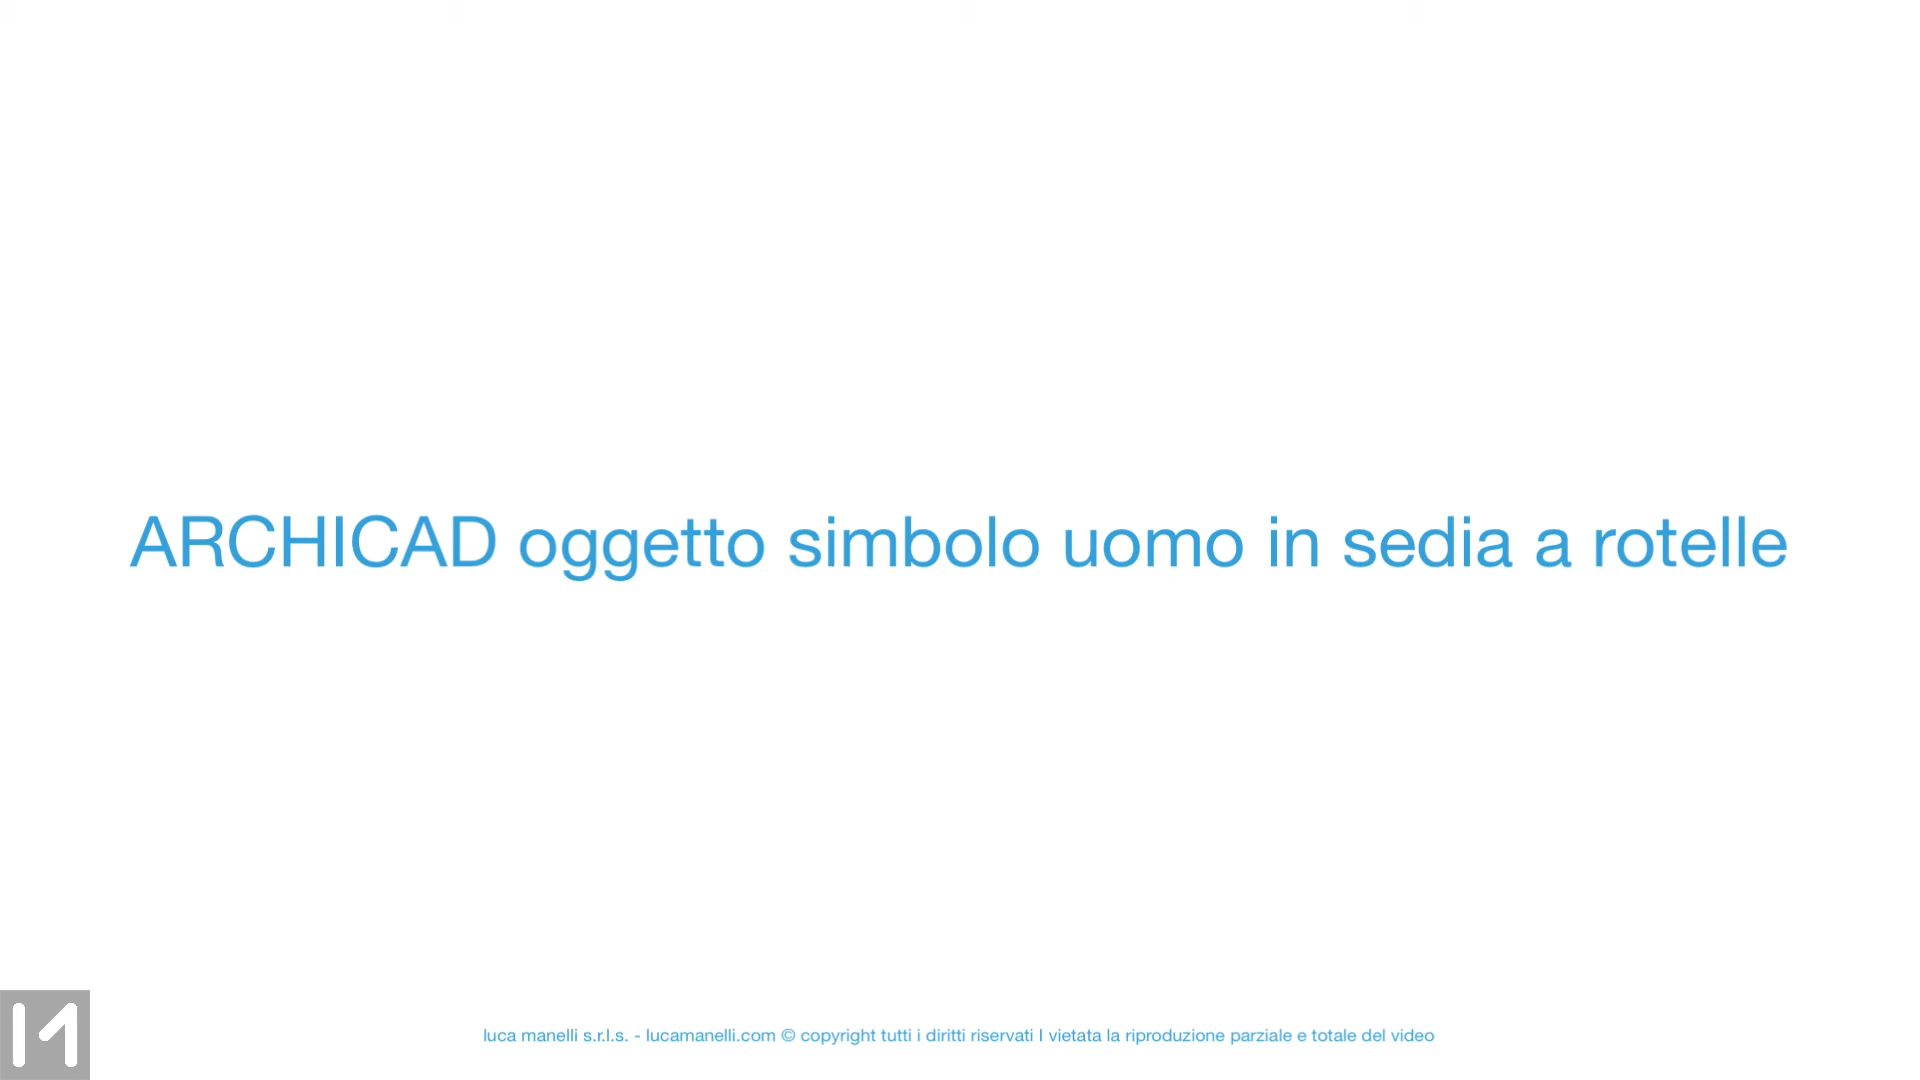 ARCHICAD oggetto simbolo uomo in sedia a rotelle
luca manelli s.r.l.s. - lucamanelli.com © copyright tutti i diritti riservati I vietata la riproduzione parziale e totale del video